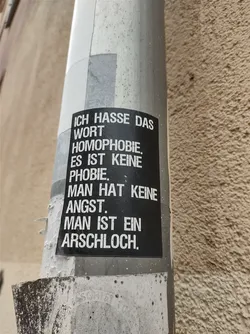 ICH HASSE DAS
WORT
HOMOPHOBIE.
ES IST KEINE
PHOBIE.
MAN HAT KEINE
ANGST.
MAN IST EIN
ARSCHLOCH.